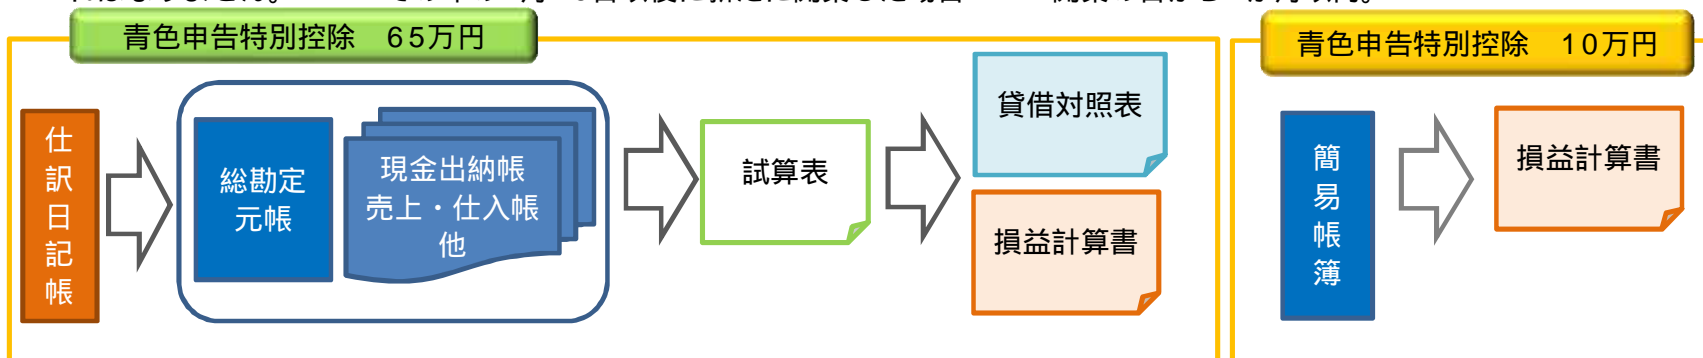 青色申告特別控除　65万円
仕訳日記帳
総勘定
元帳
現金出納帳
売上・仕入帳
他
試算表
貸借対照表
損益計算書
青色申告特別控除　10万円
簡易帳簿
損益計算書